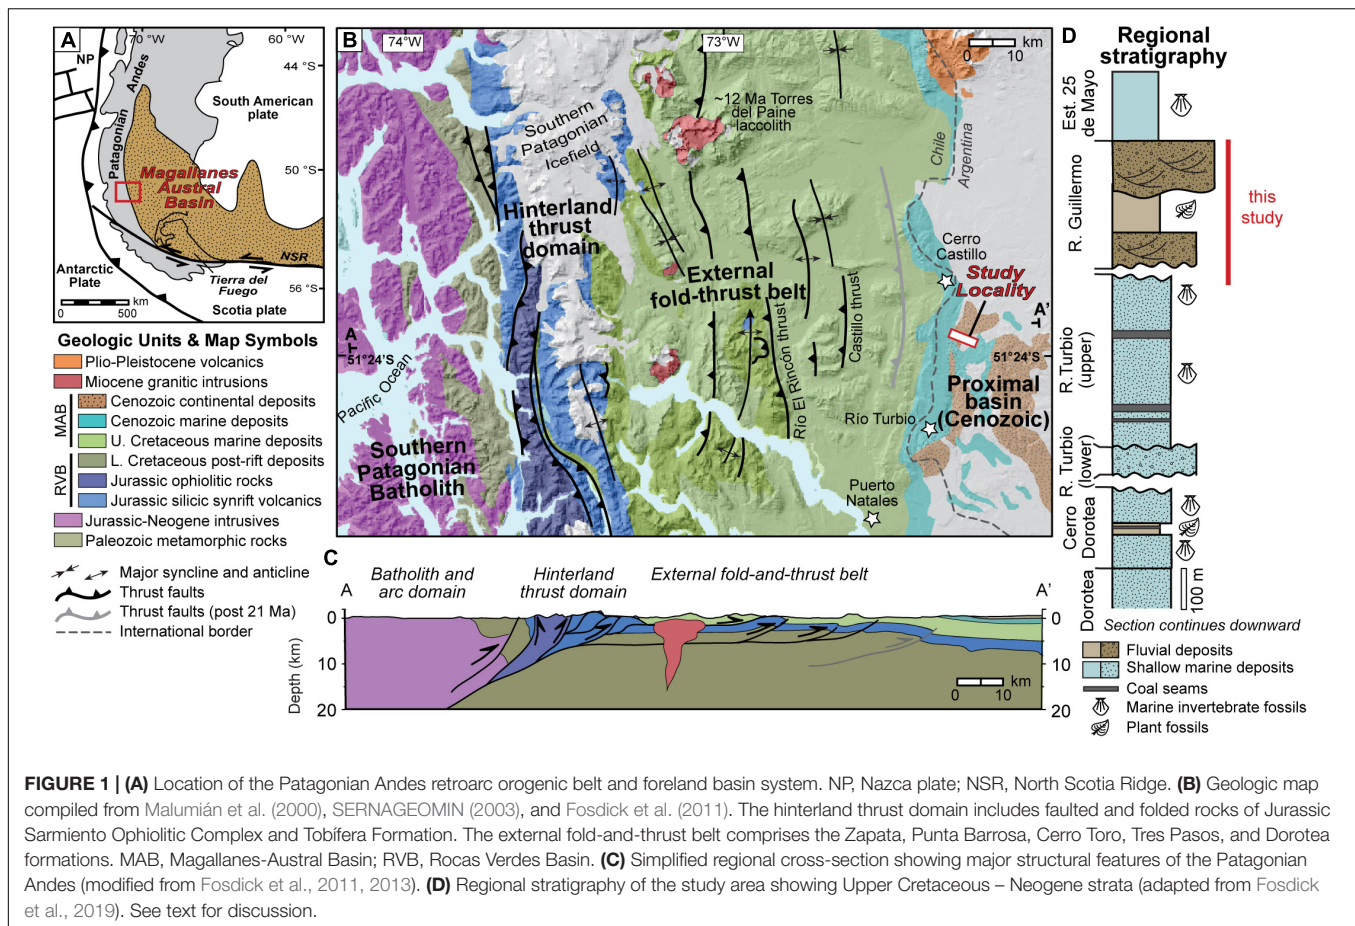 A
70 °W
60 °W
NP
44 °S
Andes
South American
plate
Patagonian
50 °S
Magallanes
Austral
Basin
NSR
Antarctic
Plate
Tierra del
Fuego
56 °S
km
0
500
Scotia plate
Geologic Units & Map Symbols
Plio-Pleistocene volcanics
Miocene granitic intrusions
MAB
Cenozoic continental deposits
Cenozoic marine deposits
U. Cretaceous marine deposits
RVB
L. Cretaceous post-rift deposits
Jurassic ophiolitic rocks
Jurassic silicic synrift volcanics
Jurassic-Neogene intrusives
Paleozoic metamorphic rocks
Major syncline and anticline
Thrust faults
Thrust faults (post 21 Ma)
International border
B
74°W
73°W
km
0
10
~12 Ma Torres
del Paine
laccolith
Southern
Patagonian
Icefield
Chile
Argentina
Hinterland
thrust
domain
Cerro
Castillo
External
fold-thrust belt
Study
Locality
A
A'
51°24'S
51°24'S
Río El Rincón thrust
Castillo thrust
Pacific Ocean
Proximal
basin
(Cenozoic)
Río Turbio
Southern
Patagonian
Batholith
Puerto
Natales
C
A
Batholith and
arc domain
Hinterland
thrust domain
External fold-and-thrust belt
A'
Depth (km)
0
10
20
0
10
20
km
0
10
D
Regional
stratigraphy
Est. 25
de Mayo
R. Guillermo
this
study
R.Turbio
(upper)
R. Turbio
(lower)
Cerro
Dorotea
Dorotea
100 m
Section continues downward
Fluvial deposits
Shallow marine deposits
Coal seams
Marine invertebrate fossils
Plant fossils
FIGURE 1 | (A) Location of the Patagonian Andes retroarc orogenic belt and foreland basin system. NP, Nazca plate; NSR, North Scotia Ridge. (B) Geologic map
compiled from Malumián et al. (2000), SERNAGEOMIN (2003), and Fosdick et al. (2011). The hinterland thrust domain includes faulted and folded rocks of Jurassic
Sarmiento Ophiolitic Complex and Tobífera Formation. The external fold-and-thrust belt comprises the Zapata, Punta Barrosa, Cerro Toro, Tres Pasos, and Dorotea
formations. MAB, Magallanes-Austral Basin; RVB, Rocas Verdes Basin. (C) Simplified regional cross-section showing major structural features of the Patagonian
Andes (modified from Fosdick et al., 2011, 2013). (D) Regional stratigraphy of the study area showing Upper Cretaceous – Neogene strata (adapted from Fosdick
et al., 2019). See text for discussion.